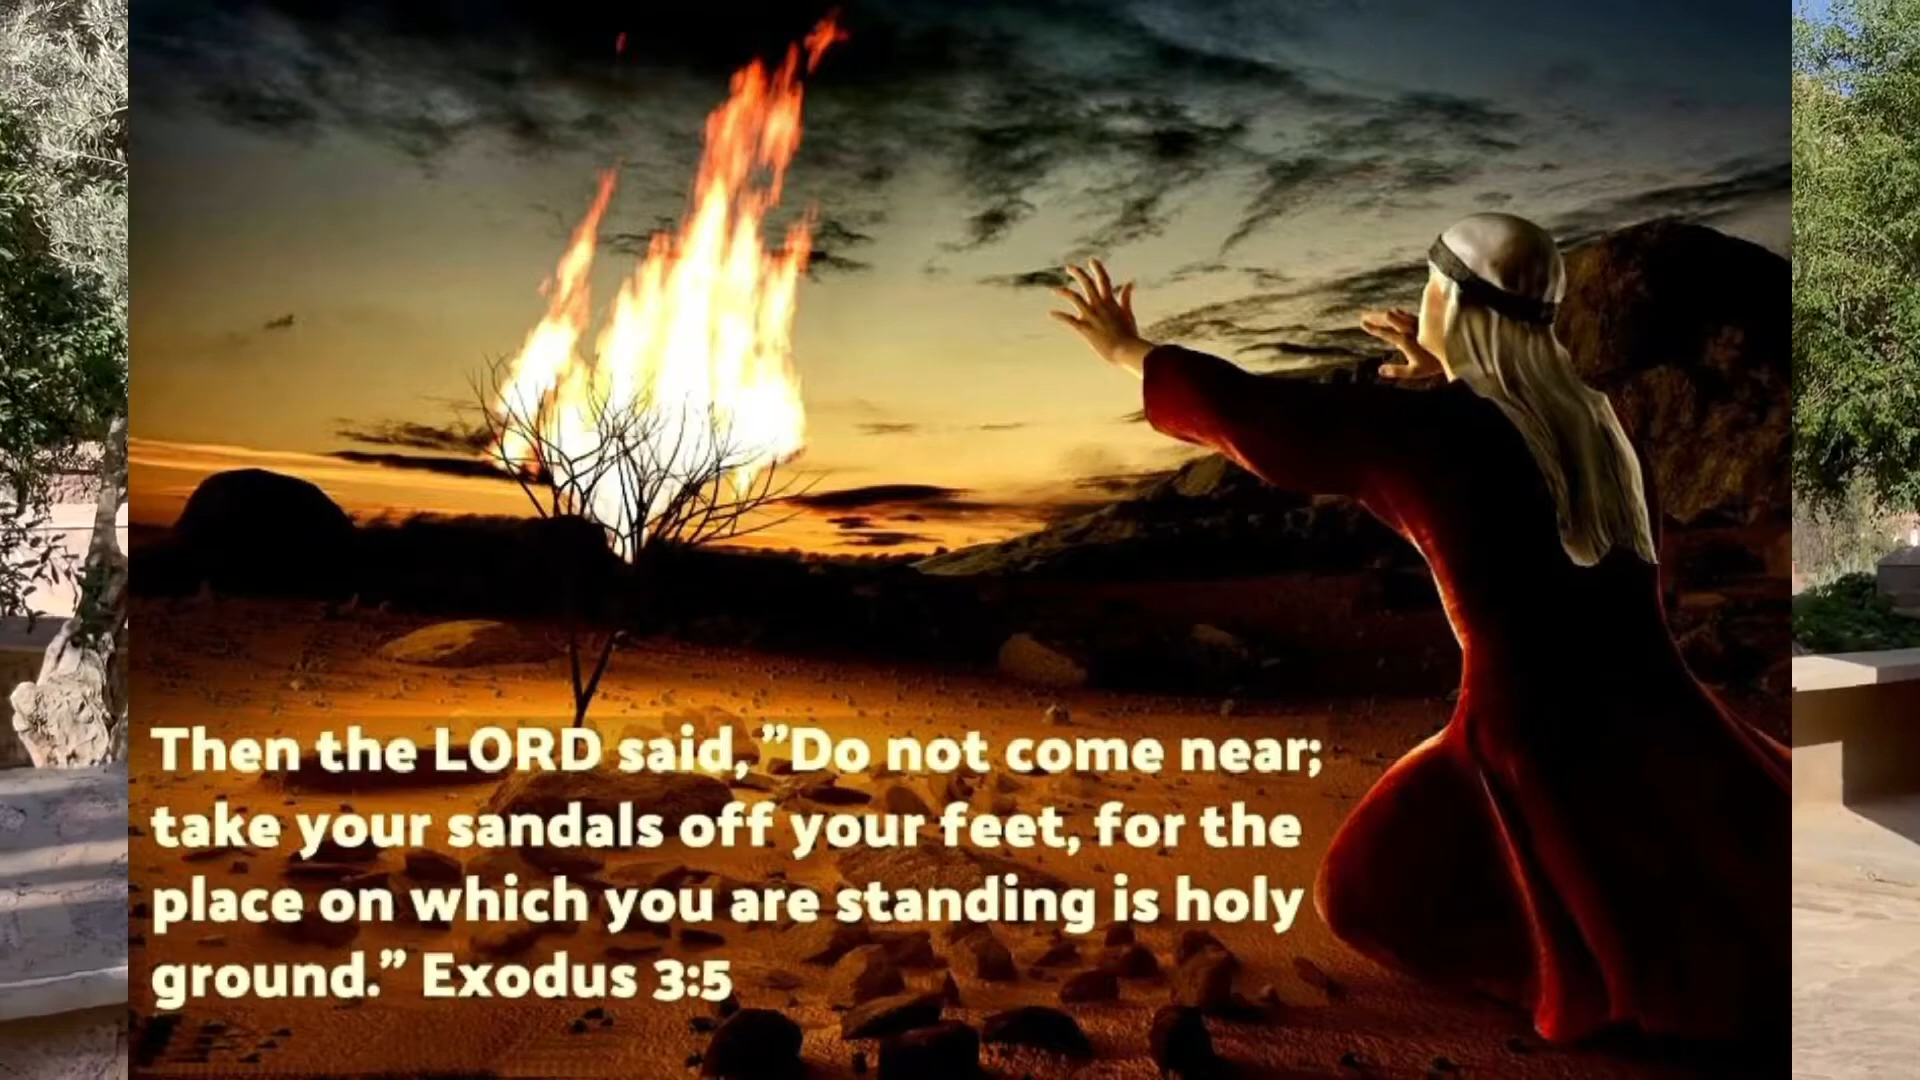 Then the LORD said, ”Do not come near;
take your sandals off your feet, for the
place on which you are standing is holy
ground.” Exodus 3:5